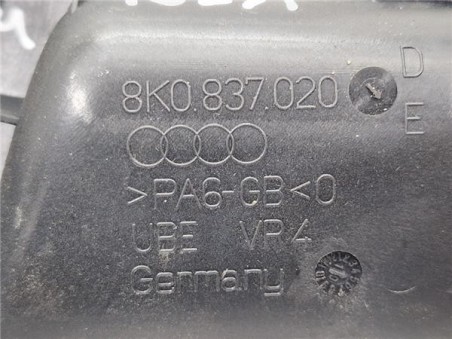 8K0.837.020 D
E
>PA6-GB<0
UBE VR4
Germany